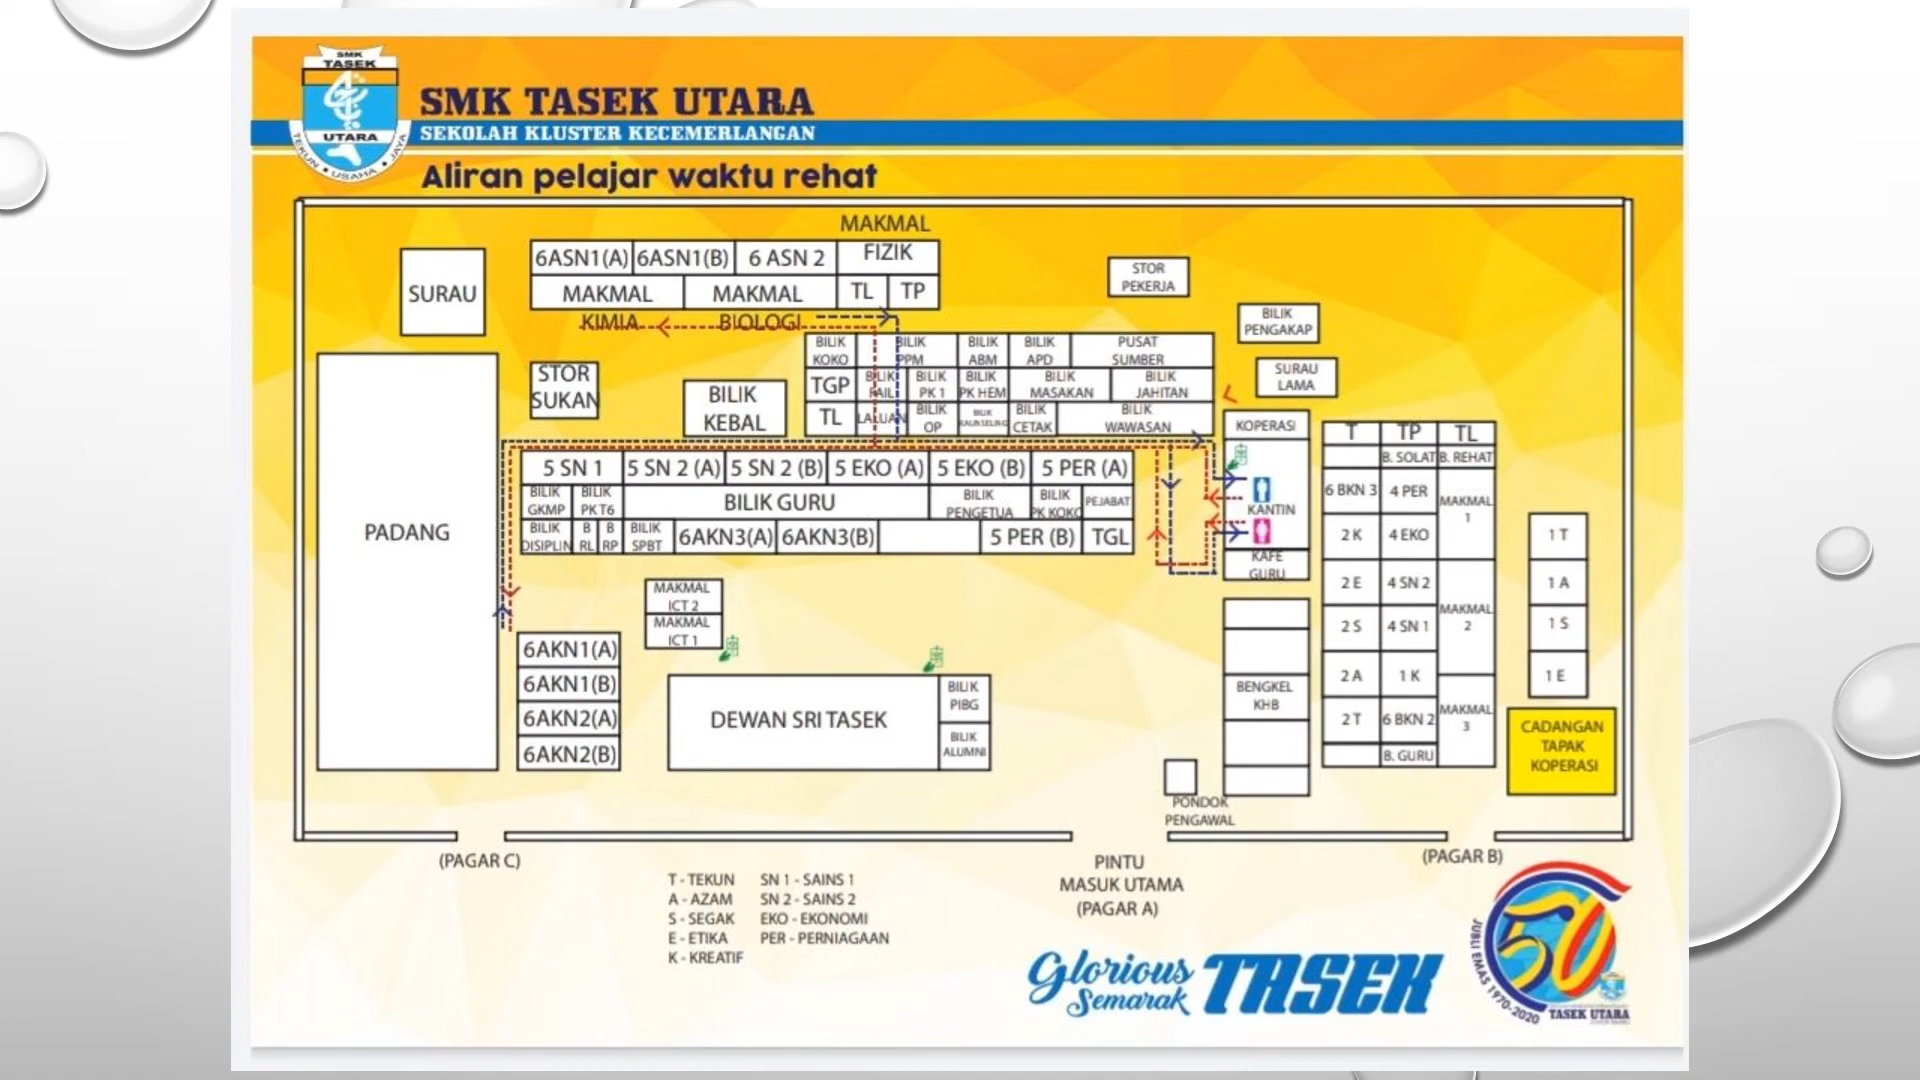 SMK
TASEK
UTARA
TEKUN • USAHA • JAYA
SMK TASEK UTARA
SEKOLAH KLUSTER KECEMERLANGAN
Aliran pelajar waktu rehat
MAKMAL
6ASN1(A) 6ASN1(B) 6 ASN 2 FIZIK
SURAU
MAKMAL MAKMAL TL TP
KIMIA BIOLOGI
STOR
PEKERJA
BILIK
PENGAKAP
SURAU
LAMA
BILIK BILIK BILIK BILIK PUSAT
KOKO PPM ABM APD SUMBER
TGP BILIK BILIK BILIK BILIK BILIK
FAIL PK 1 PK HEM MASAKAN JAHITAN
TL LALUAN BILIK BILIK BILIK BILIK
OP KAUNSELING CETAK WAWASAN
STOR
SUKAN
BILIK
KEBAL
PADANG
5 SN 1 5 SN 2 (A) 5 SN 2 (B) 5 EKO (A) 5 EKO (B) 5 PER (A)
BILIK BILIK BILIK GURU BILIK BILIK PEJABAT
GKMP PK T6 PENGETUA PK KOKO
BILIK B B BILIK 6AKN3(A) 6AKN3(B) 5 PER (B) TGL
DISIPLIN RL RP SPBT
KOPERASI
KANTIN
KAFE
GURU
T TP TL
B. SOLAT B. REHAT
6 BKN 3 4 PER MAKMAL
1
2 K 4 EKO
2 E 4 SN 2 MAKMAL
2
2 S 4 SN 1
2 A 1 K
2 T 6 BKN 2 MAKMAL
3
B. GURU
1 T
1 A
1 S
1 E
CADANGAN
TAPAK
KOPERASI
MAKMAL
ICT 2
MAKMAL
ICT 1
6AKN1(A)
6AKN1(B)
6AKN2(A)
6AKN2(B)
DEWAN SRI TASEK
BILIK
PIBG
BILIK
ALUMNI
BENGKEL
KHB
PONDOK
PENGAWAL
(PAGAR C)
PINTU
MASUK UTAMA
(PAGAR A)
(PAGAR B)
T - TEKUN SN 1 - SAINS 1
A - AZAM SN 2 - SAINS 2
S - SEGAK EKO - EKONOMI
E - ETIKA PER - PERNIAGAAN
K - KREATIF
Glorious
Semarak TASEK
50
JUBLI EMAS 1970-2020
TASEK UTARA